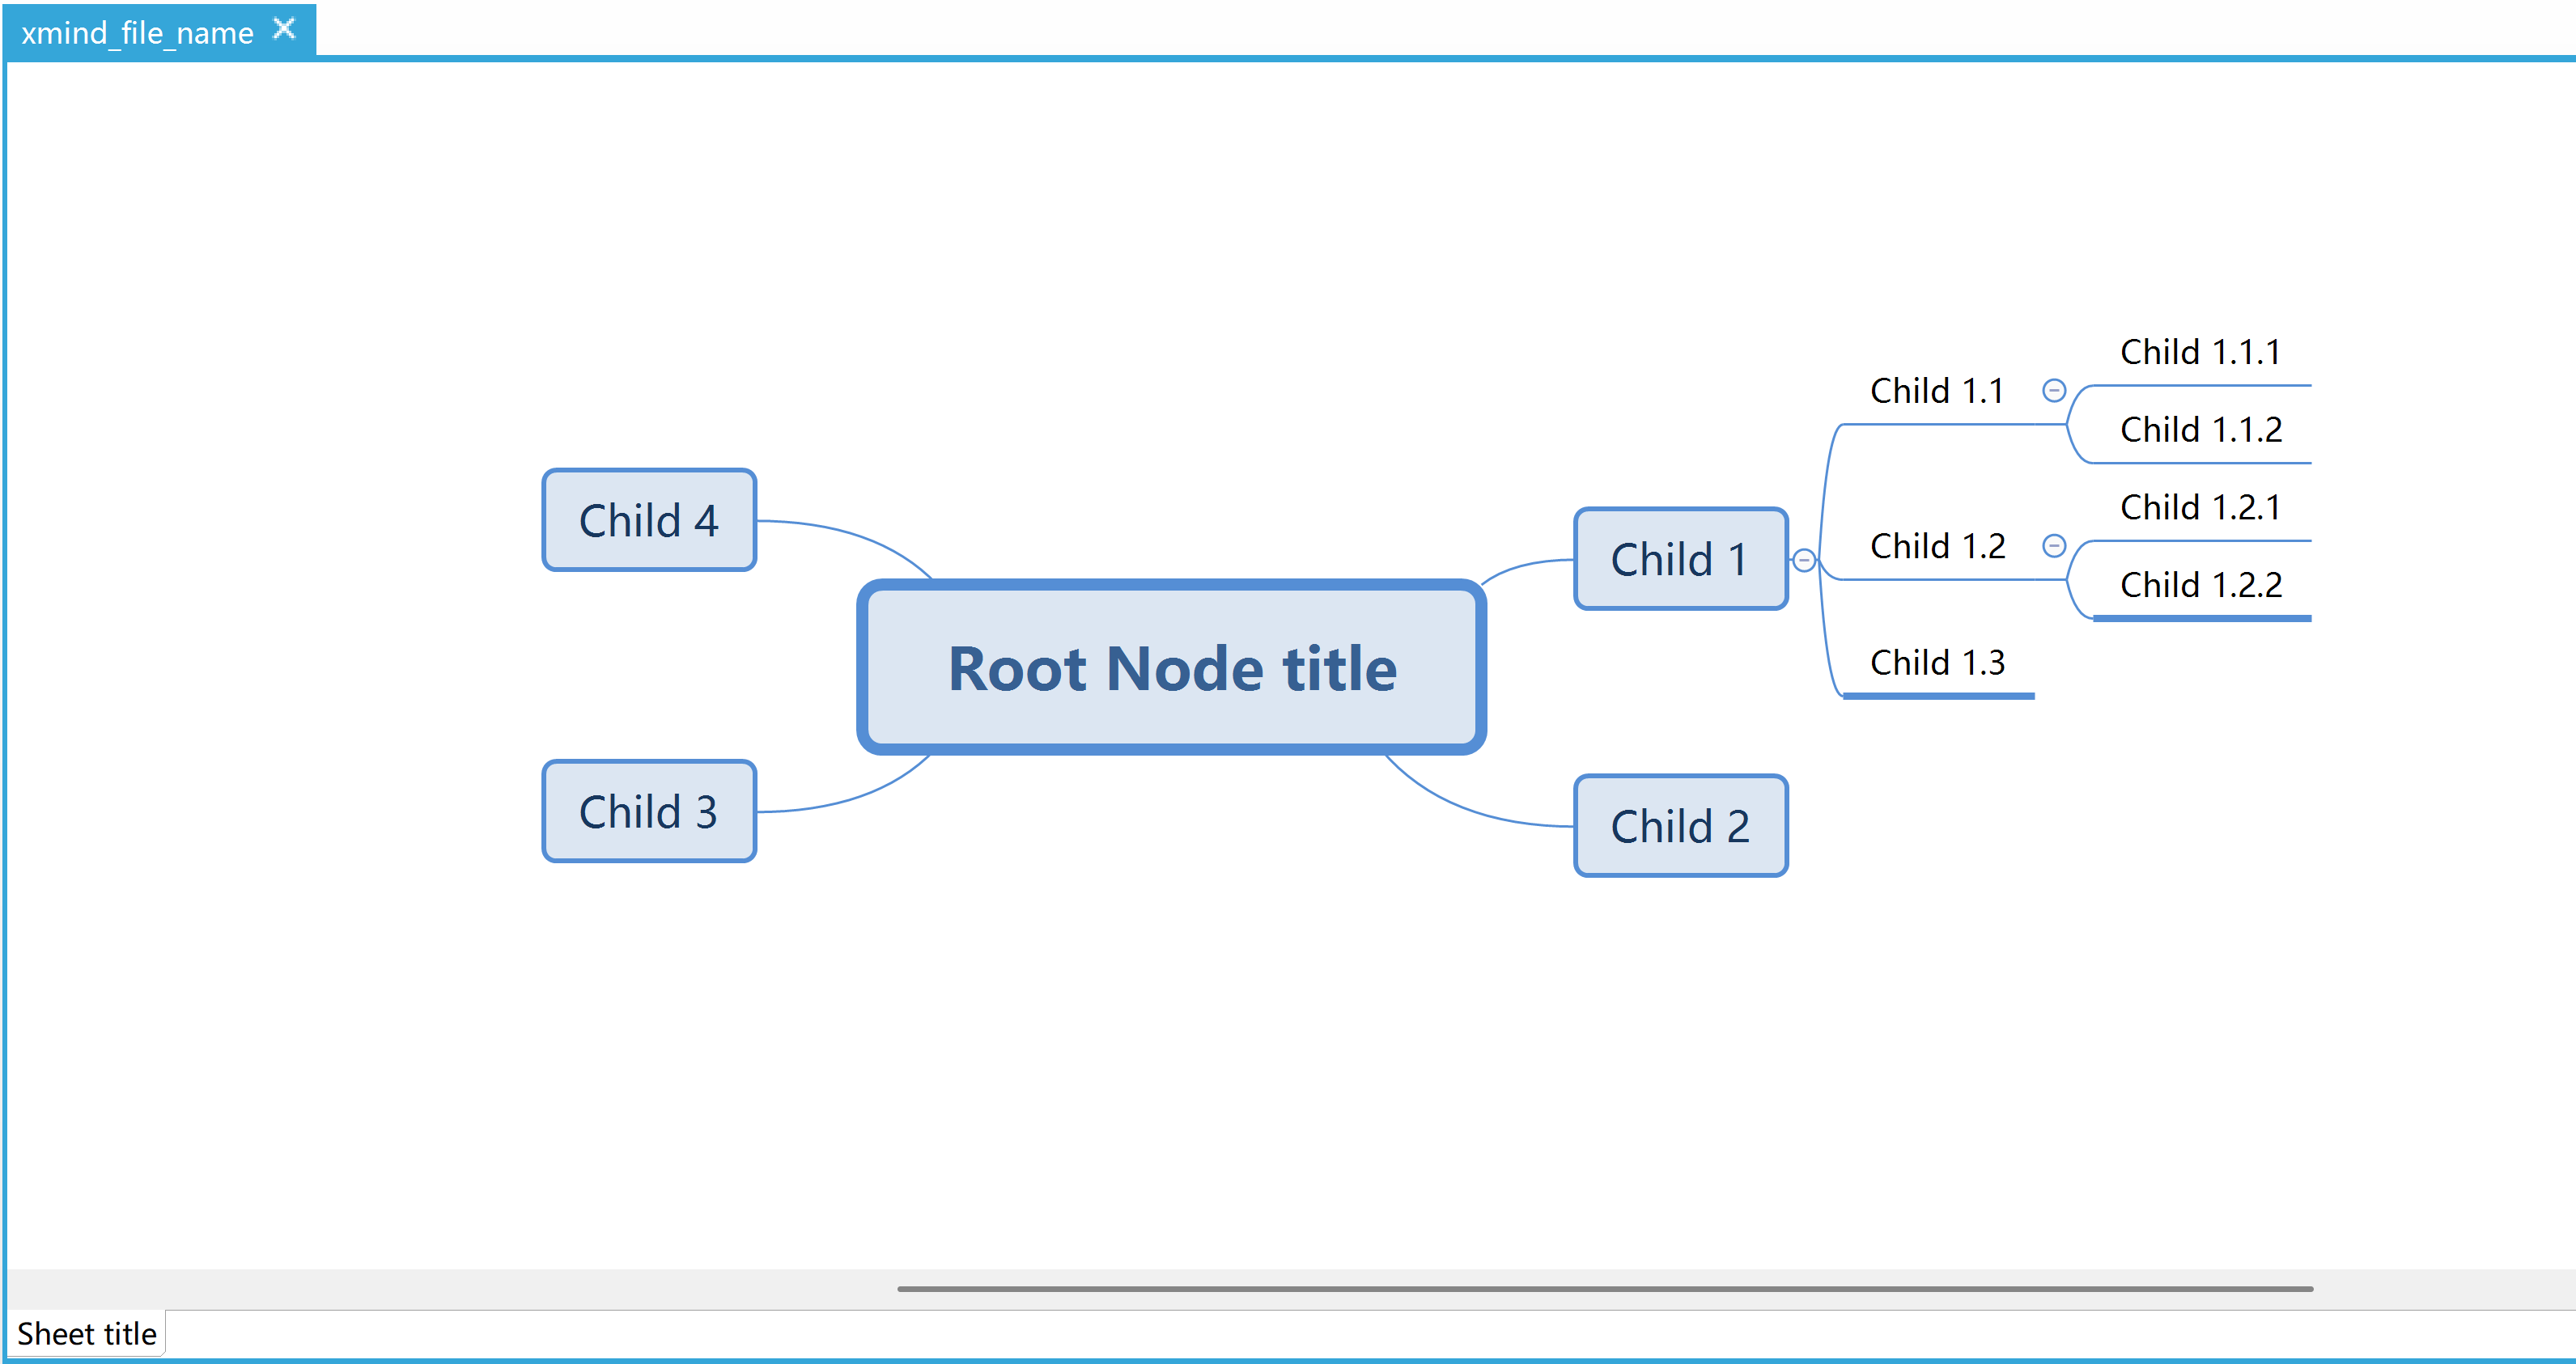 xmind_file_name
Child 1.1.1
Child 1.1
Child 1.1.2
Child 1.2.1
Child 4
Child 1.2
Child 1
Child 1.2.2
Root Node title
Child 1.3
Child 3
Child 2
Sheet title